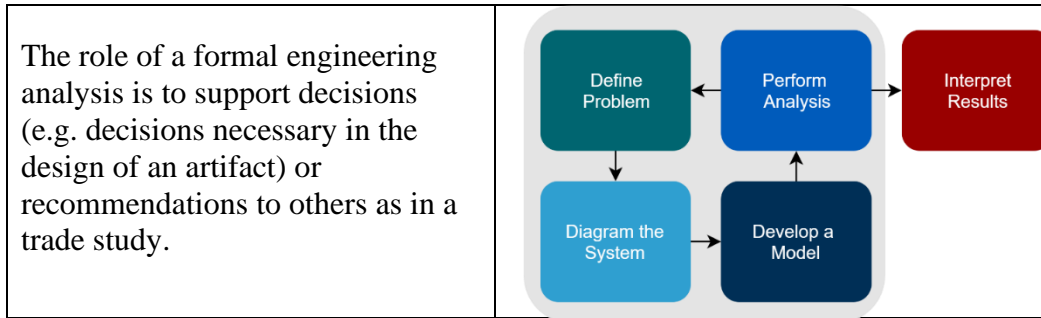 The role of a formal engineering
analysis is to support decisions
(e.g. decisions necessary in the
design of an artifact) or
recommendations to others as in a
trade study.
Define
Problem
Perform
Analysis
Interpret
Results
Diagram the
System
Develop a
Model